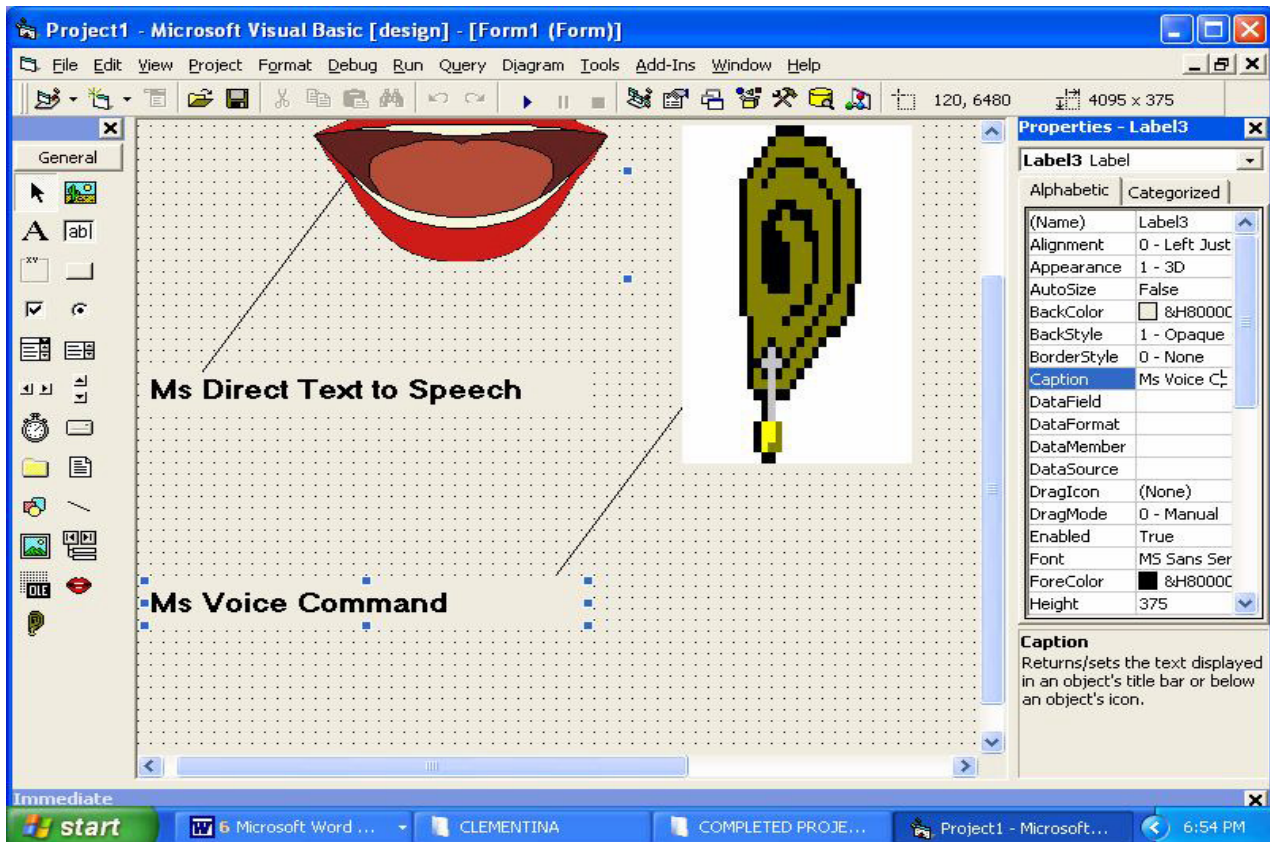 Project1 - Microsoft Visual Basic [design] - [Form1 (Form)]
File Edit View Project Format Debug Run Query Diagram Tools Add-Ins Window Help
120, 6480 4095 x 375
General
A ab|
xy
OLE
Ms Direct Text to Speech
Ms Voice Command
Properties - Label3
Label3 Label
Alphabetic Categorized
(Name) Label3
Alignment 0 - Left Just
Appearance 1 - 3D
AutoSize False
BackColor &H8000C
BackStyle 1 - Opaque
BorderStyle 0 - None
Caption Ms Voice C
DataField
DataFormat
DataMember
DataSource
DragIcon (None)
DragMode 0 - Manual
Enabled True
Font MS Sans Ser
ForeColor &H8000C
Height 375
Caption
Returns/sets the text displayed
in an object's title bar or below
an object's icon.
Immediate
start 6 Microsoft Word ... CLEMENTINA COMPLETED PROJE... Project1 - Microsoft... 6:54 PM